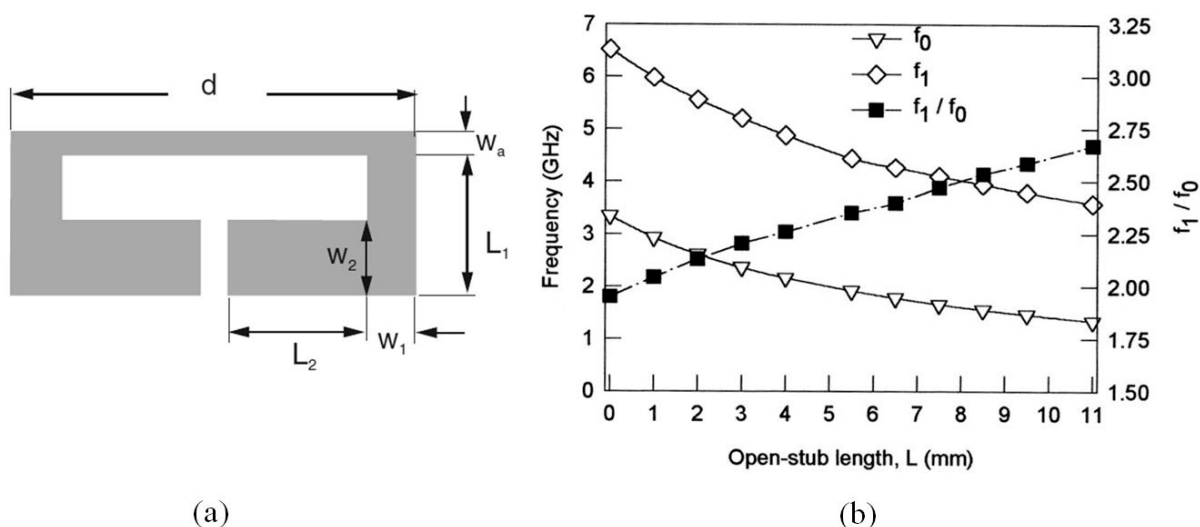 d
Wa
L1
W2
L2
W1
(a)
Frequency (GHz)
7
6
5
4
3
2
1
0
f0
f1
f1 / f0
3.25
3.00
2.75
2.50
2.25
2.00
1.75
1.50
f1 / f0
0 1 2 3 4 5 6 7 8 9 10 11
Open-stub length, L (mm)
(b)